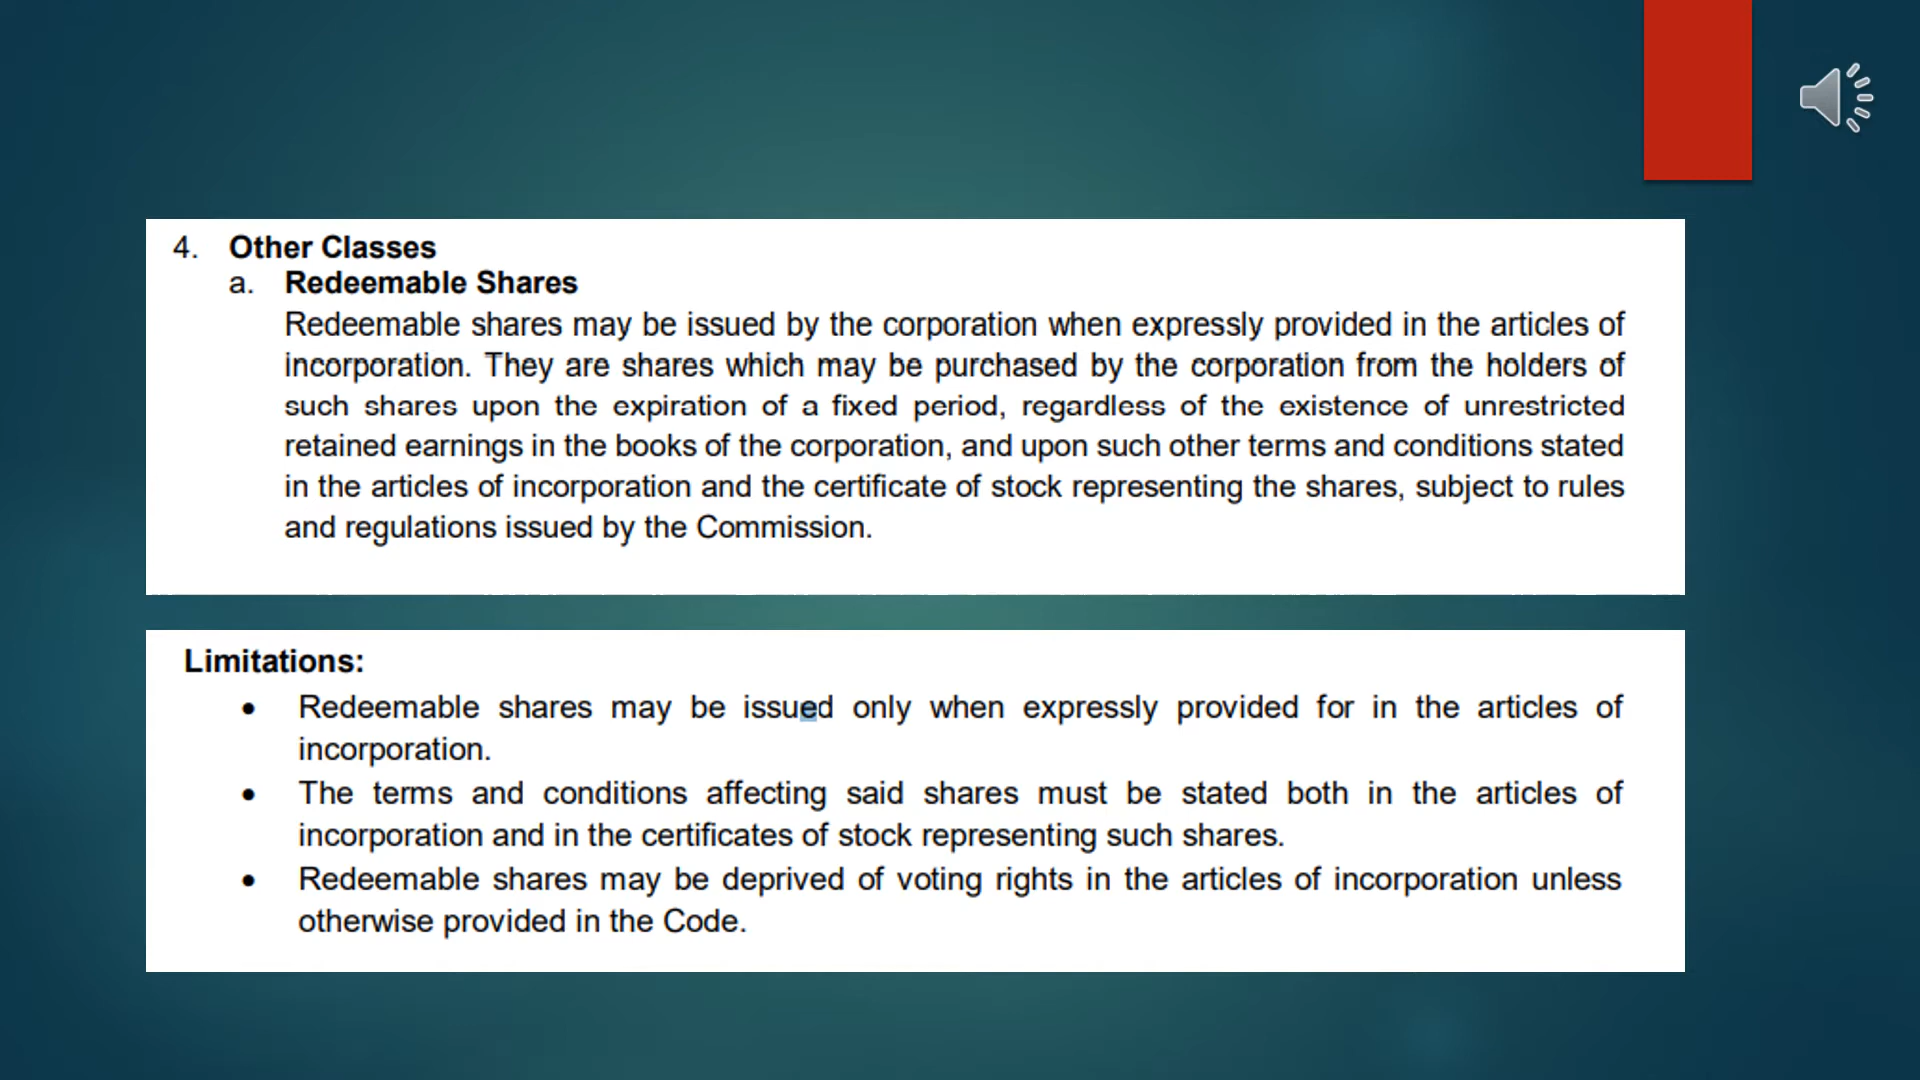 4. Other Classes
a. Redeemable Shares
Redeemable shares may be issued by the corporation when expressly provided in the articles of
incorporation. They are shares which may be purchased by the corporation from the holders of
such shares upon the expiration of a fixed period, regardless of the existence of unrestricted
retained earnings in the books of the corporation, and upon such other terms and conditions stated
in the articles of incorporation and the certificate of stock representing the shares, subject to rules
and regulations issued by the Commission.
Limitations:
• Redeemable shares may be issued only when expressly provided for in the articles of
incorporation.
• The terms and conditions affecting said shares must be stated both in the articles of
incorporation and in the certificates of stock representing such shares.
• Redeemable shares may be deprived of voting rights in the articles of incorporation unless
otherwise provided in the Code.